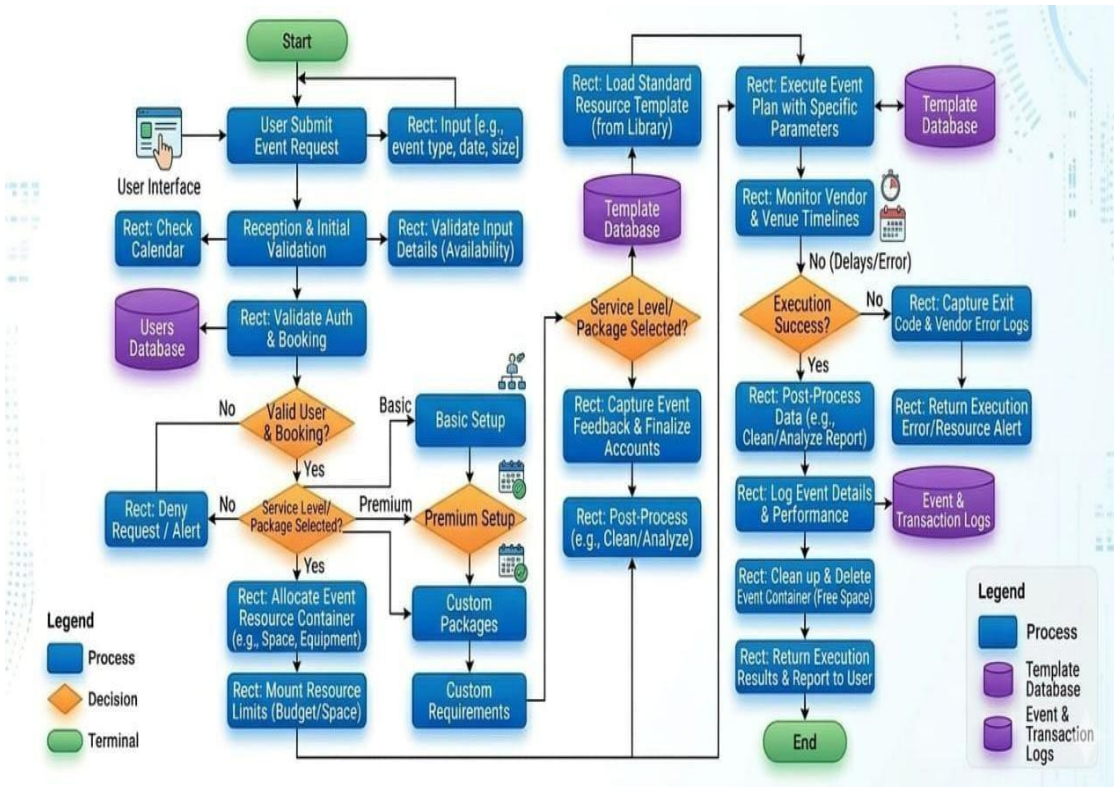 Start
User Submit
Event Request
Rect: Input [e.g.,
event type, date, size]
User Interface
Rect: Check
Calendar
Reception & Initial
Validation
Rect: Validate Input
Details (Availability)
Users
Database
Rect: Validate Auth
& Booking
No
Valid User
& Booking?
Yes
Basic
Basic Setup
Rect: Deny
Request / Alert
No
Service Level/
Package Selected?
Premium
Premium Setup
Yes
Rect: Allocate Event
Resource Container
(e.g., Space, Equipment)
Custom
Packages
Rect: Mount Resource
Limits (Budget/Space)
Custom
Requirements
Legend
Process
Decision
Terminal
Rect: Load Standard
Resource Template
(from Library)
Template
Database
Service Level/
Package Selected?
Rect: Capture Event
Feedback & Finalize
Accounts
Rect: Post-Process
(e.g., Clean/Analyze)
Rect: Execute Event
Plan with Specific
Parameters
Template
Database
Rect: Monitor Vendor
& Venue Timelines
No (Delays/Error)
Execution
Success?
No
Rect: Capture Exit
Code & Vendor Error Logs
Yes
Rect: Post-Process
Data (e.g.,
Clean/Analyze Report)
Rect: Return Execution
Error/Resource Alert
Rect: Log Event Details
& Performance
Event &
Transaction Logs
Rect: Clean up & Delete
Event Container (Free Space)
Rect: Return Execution
Results & Report to User
End
Legend
Process
Template
Database
Event &
Transaction
Logs